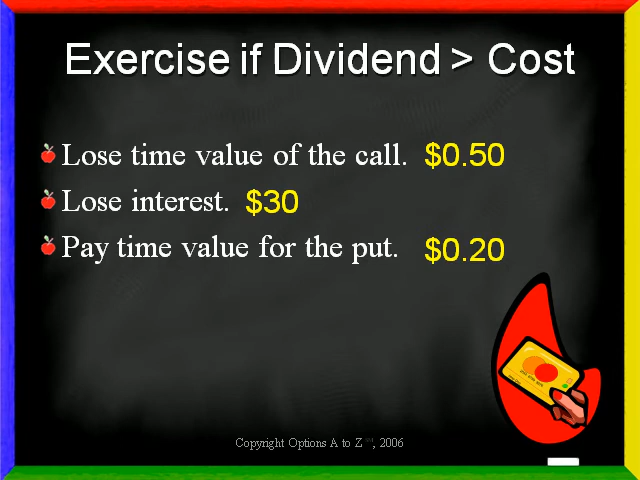 Exercise if Dividend > Cost
Lose time value of the call. $0.50
Lose interest. $30
Pay time value for the put. $0.20
Copyright Options A to Z SM, 2006